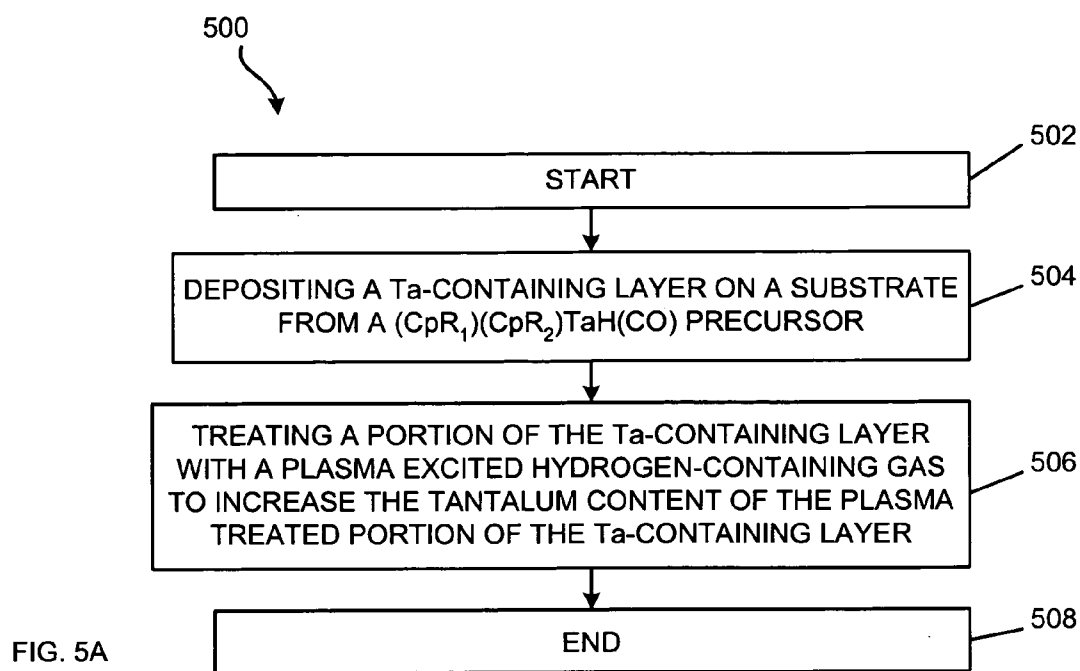 500
502
START
504
DEPOSITING A Ta-CONTAINING LAYER ON A SUBSTRATE
FROM A (CpR₁)(CpR₂)TaH(CO) PRECURSOR
TREATING A PORTION OF THE Ta-CONTAINING LAYER
WITH A PLASMA EXCITED HYDROGEN-CONTAINING GAS
TO INCREASE THE TANTALUM CONTENT OF THE PLASMA
TREATED PORTION OF THE Ta-CONTAINING LAYER
506
508
END
FIG. 5A